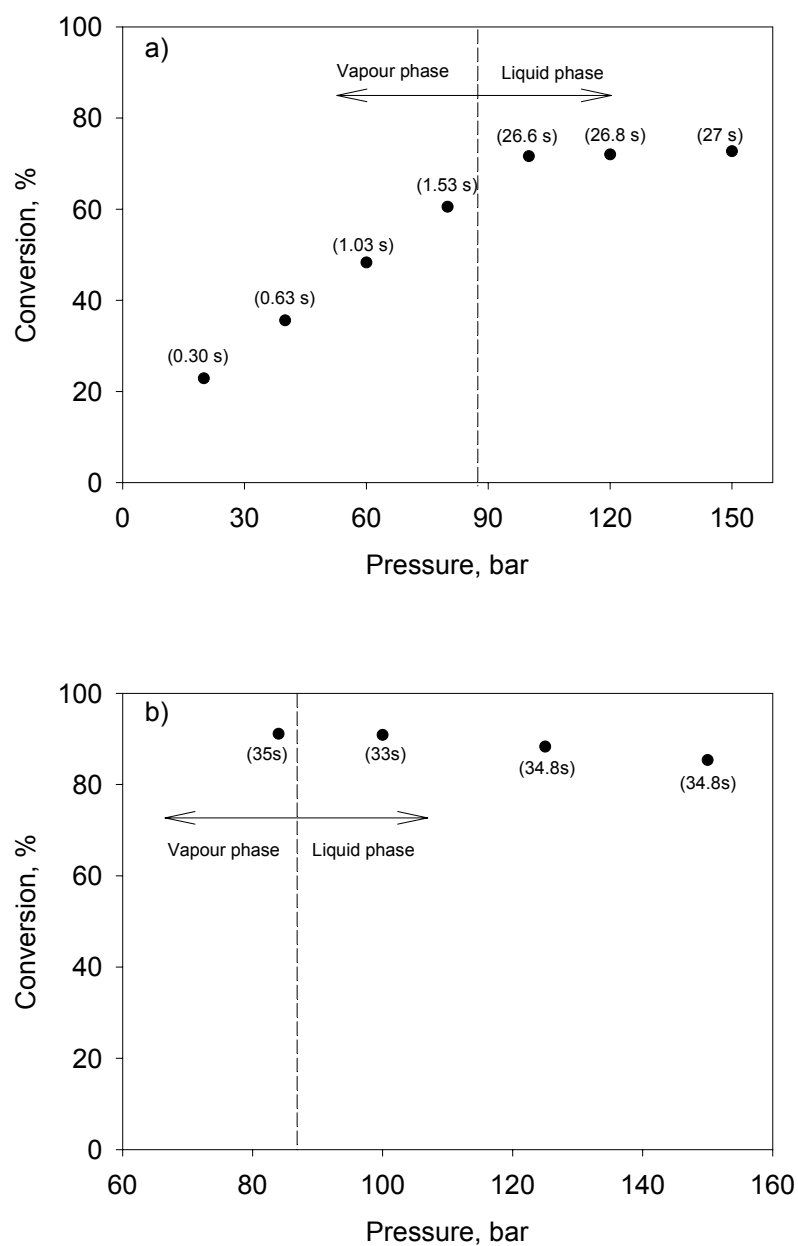 a)
100
80
60
40
20
0
Conversion, %
Vapour phase
Liquid phase
(0.30 s)
(0.63 s)
(1.03 s)
(1.53 s)
(26.6 s)
(26.8 s)
(27 s)
0 30 60 90 120 150
Pressure, bar
b)
100
80
60
40
20
0
Conversion, %
(35s)
(33s)
(34.8s)
(34.8s)
Vapour phase
Liquid phase
60 80 100 120 140 160
Pressure, bar